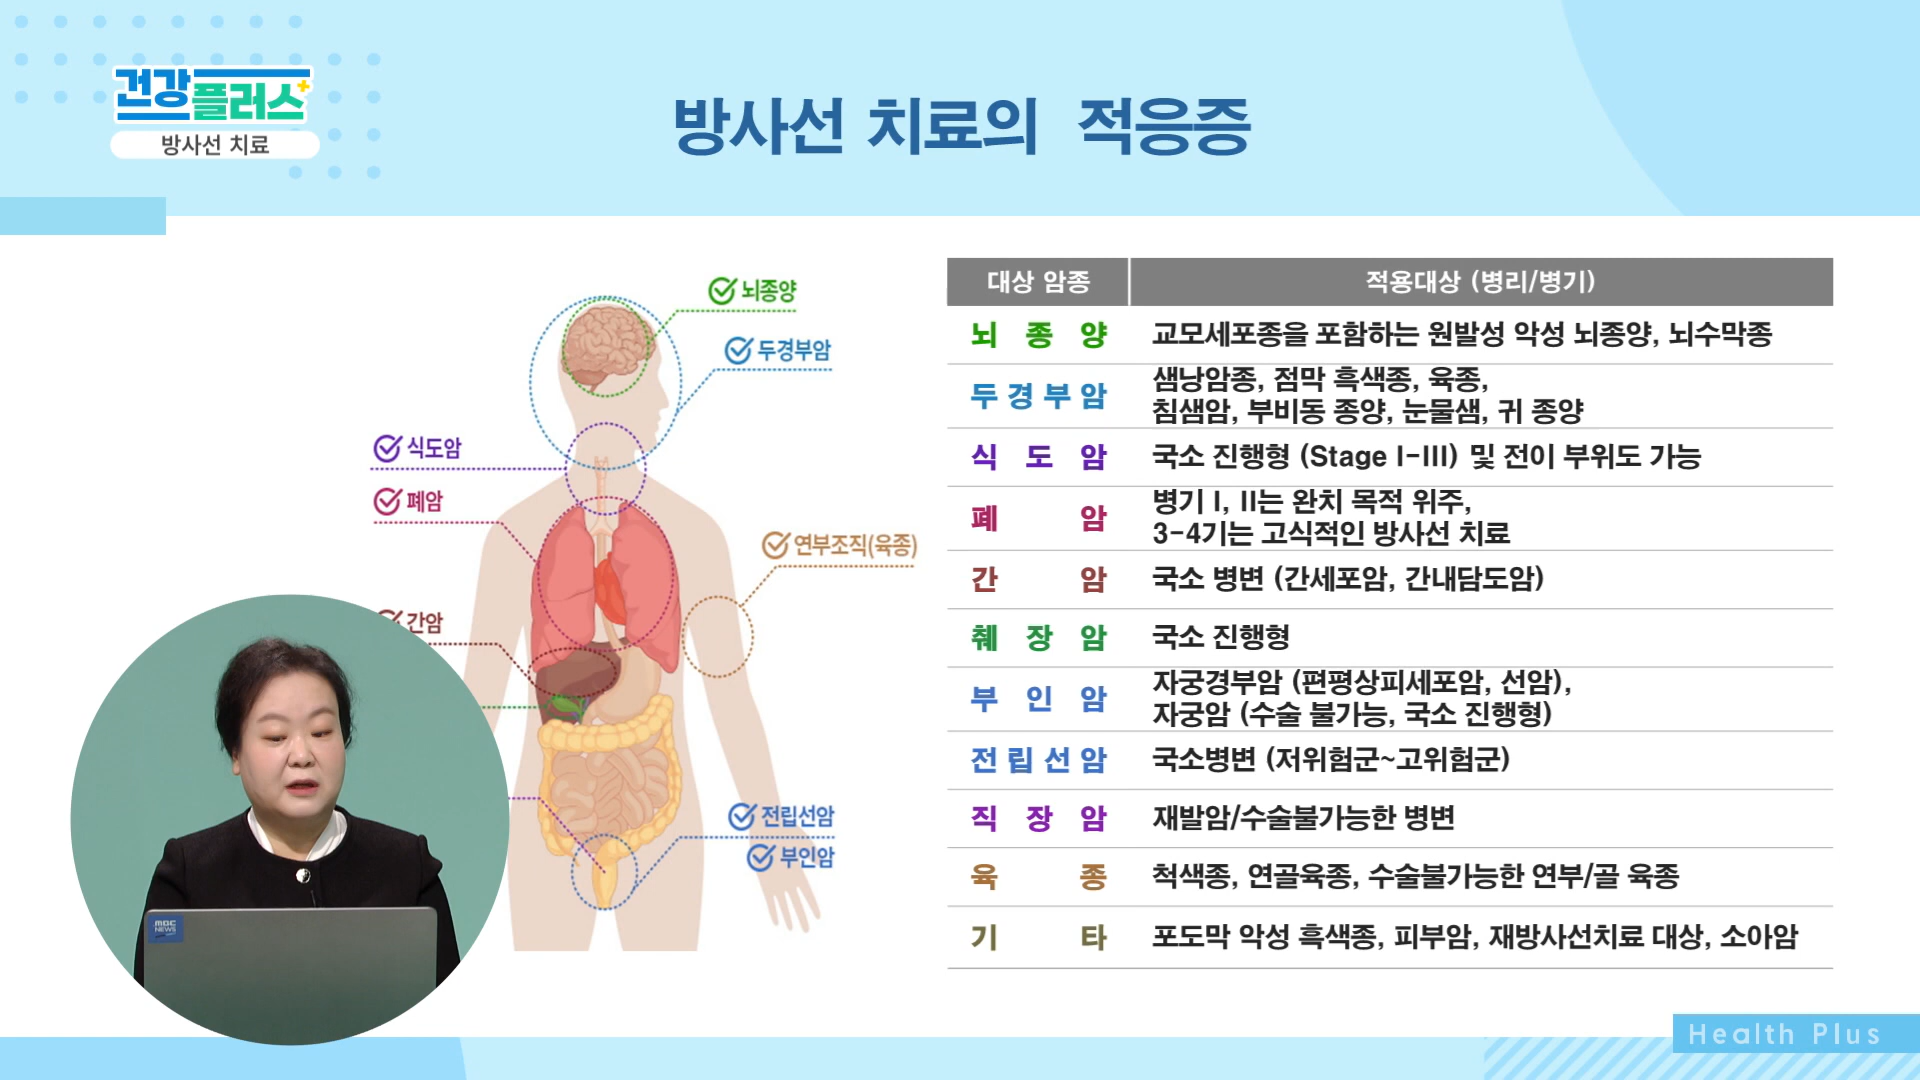 건강플러스
방사선 치료
방사선 치료의 적응증
뇌종양
두경부암
식도암
폐암
연부조직(육종)
간암
전립선암
부인암
대상 암종 적용대상 (병리/병기)
뇌종양 교모세포종을 포함하는 원발성 악성 뇌종양, 뇌수막종
두경부암 샘낭암종, 점막 흑색종, 육종,
침샘암, 부비동 종양, 눈물샘, 귀 종양
식도암 국소 진행형 (Stage I-III) 및 전이 부위도 가능
폐암 병기 I, II는 완치 목적 위주,
3-4기는 고식적인 방사선 치료
간암 국소 병변 (간세포암, 간내담도암)
췌장암 국소 진행형
부인암 자궁경부암 (편평상피세포암, 선암),
자궁암 (수술 불가능, 국소 진행형)
전립선암 국소병변 (저위험군~고위험군)
직장암 재발암/수술불가능한 병변
육종 척색종, 연골육종, 수술불가능한 연부/골 육종
기타 포도막 악성 흑색종, 피부암, 재방사선치료 대상, 소아암
MBC
NEWS
Health Plus